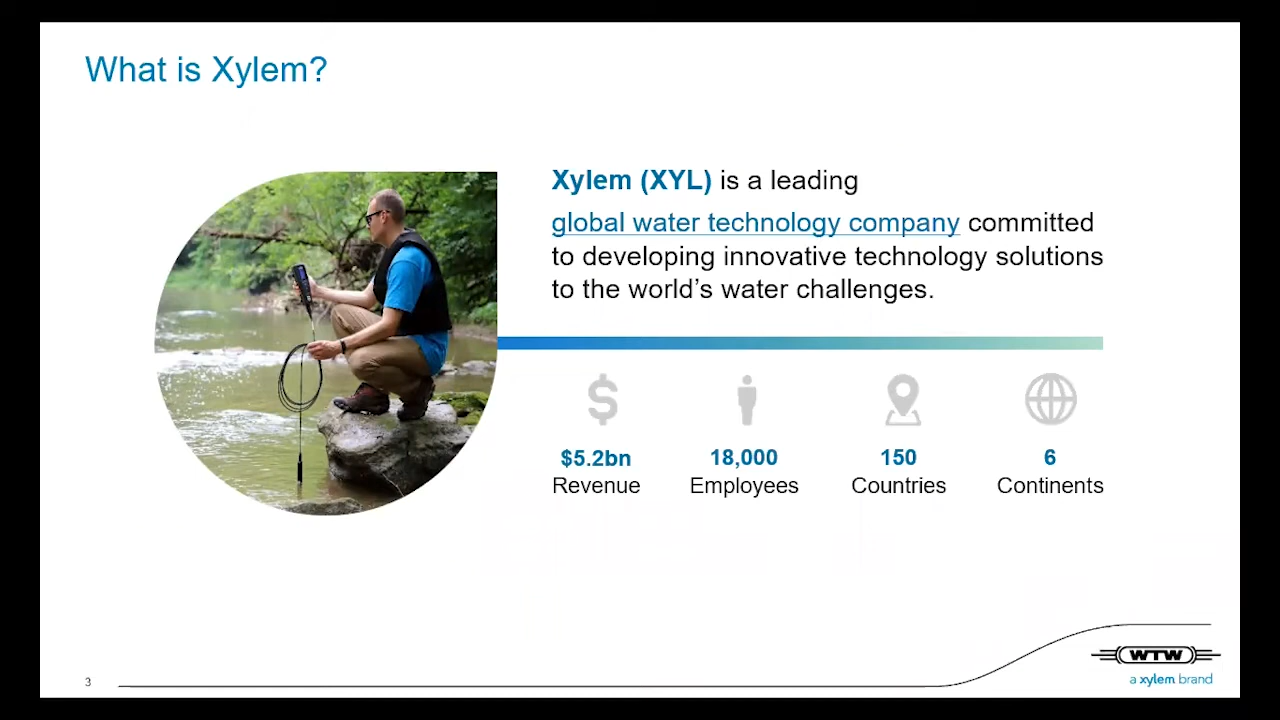 What is Xylem?
Xylem (XYL) is a leading
global water technology company committed
to developing innovative technology solutions
to the world’s water challenges.
$5.2bn
Revenue
18,000
Employees
150
Countries
6
Continents
3
WTW
a xylem brand